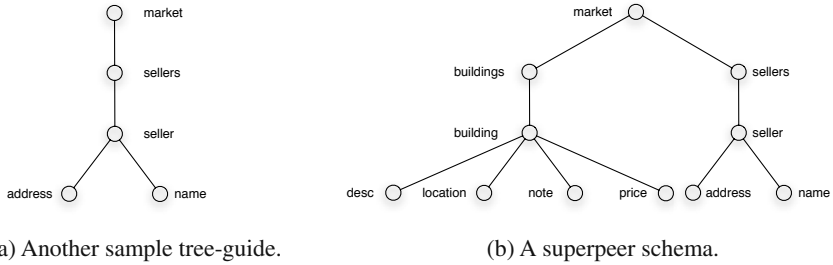 market
sellers
seller
address name
market
buildings sellers
building seller
desc location note price address name
a) Another sample tree-guide.
(b) A superpeer schema.